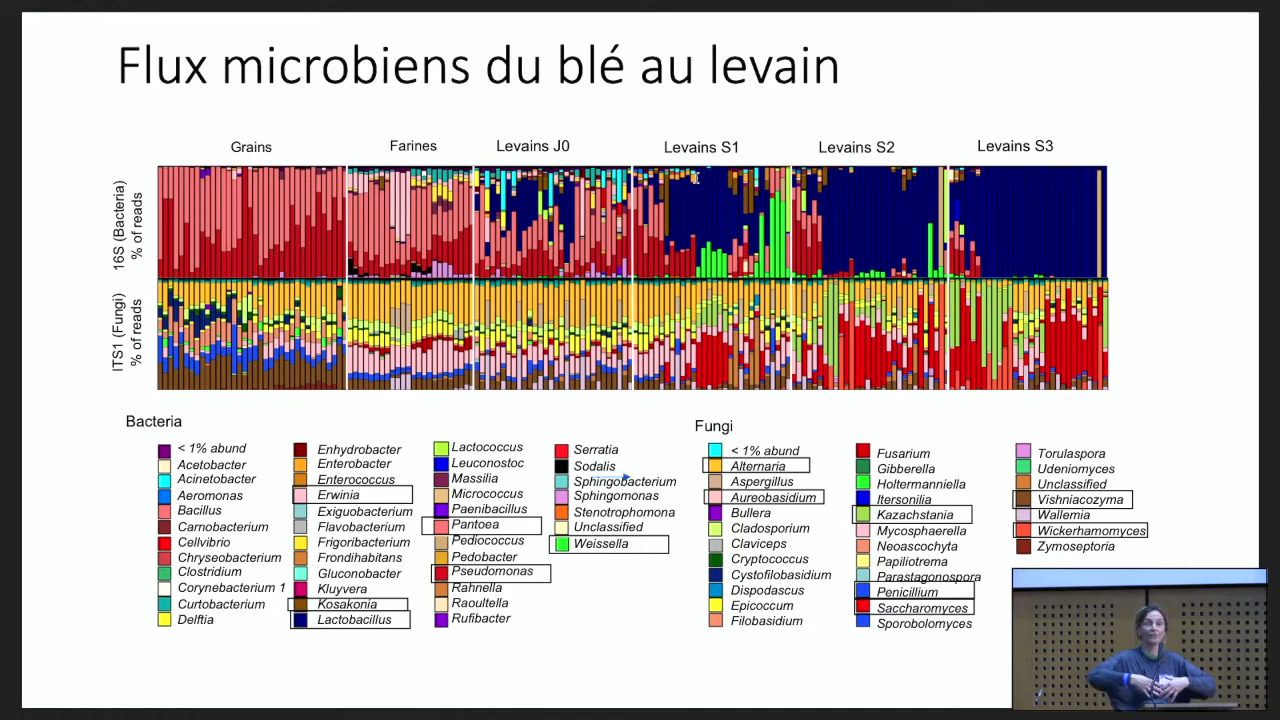 Flux microbiens du blé au levain
Grains
Farines
Levains J0
Levains S1
Levains S2
Levains S3
16S (Bacteria)
% of reads
ITS1 (Fungi)
% of reads
Bacteria
< 1% abund
Acetobacter
Acinetobacter
Aeromonas
Bacillus
Carnobacterium
Cellvibrio
Chryseobacterium
Clostridium
Corynebacterium 1
Curtobacterium
Delftia
Enhydrobacter
Enterobacter
Enterococcus
Erwinia
Exiguobacterium
Flavobacterium
Frigoribacterium
Frondihabitans
Gluconobacter
Kluyvera
Kosakonia
Lactobacillus
Lactococcus
Leuconostoc
Massilia
Micrococcus
Paenibacillus
Pantoea
Pediococcus
Pedobacter
Pseudomonas
Rahnella
Raoultella
Rufibacter
Serratia
Sodalis
Sphingobacterium
Sphingomonas
Stenotrophomona
Unclassified
Weissella
Fungi
< 1% abund
Alternaria
Aspergillus
Aureobasidium
Bullera
Cladosporium
Claviceps
Cryptococcus
Cystofilobasidium
Dispodascus
Epicoccum
Filobasidium
Fusarium
Gibberella
Holtermanniella
Itersonilia
Kazachstania
Mycosphaerella
Neoascochyta
Papiliotrema
Parastagonospora
Penicillium
Saccharomyces
Sporobolomyces
Torulaspora
Udeniomyces
Unclassified
Vishniacozyma
Wallemia
Wickerhamomyces
Zymoseptoria